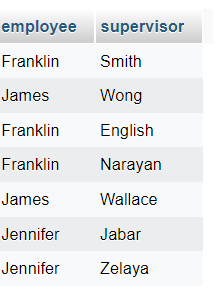 employee supervisor
Franklin Smith
James Wong
Franklin English
Franklin Narayan
James Wallace
Jennifer Jabar
Jennifer Zelaya